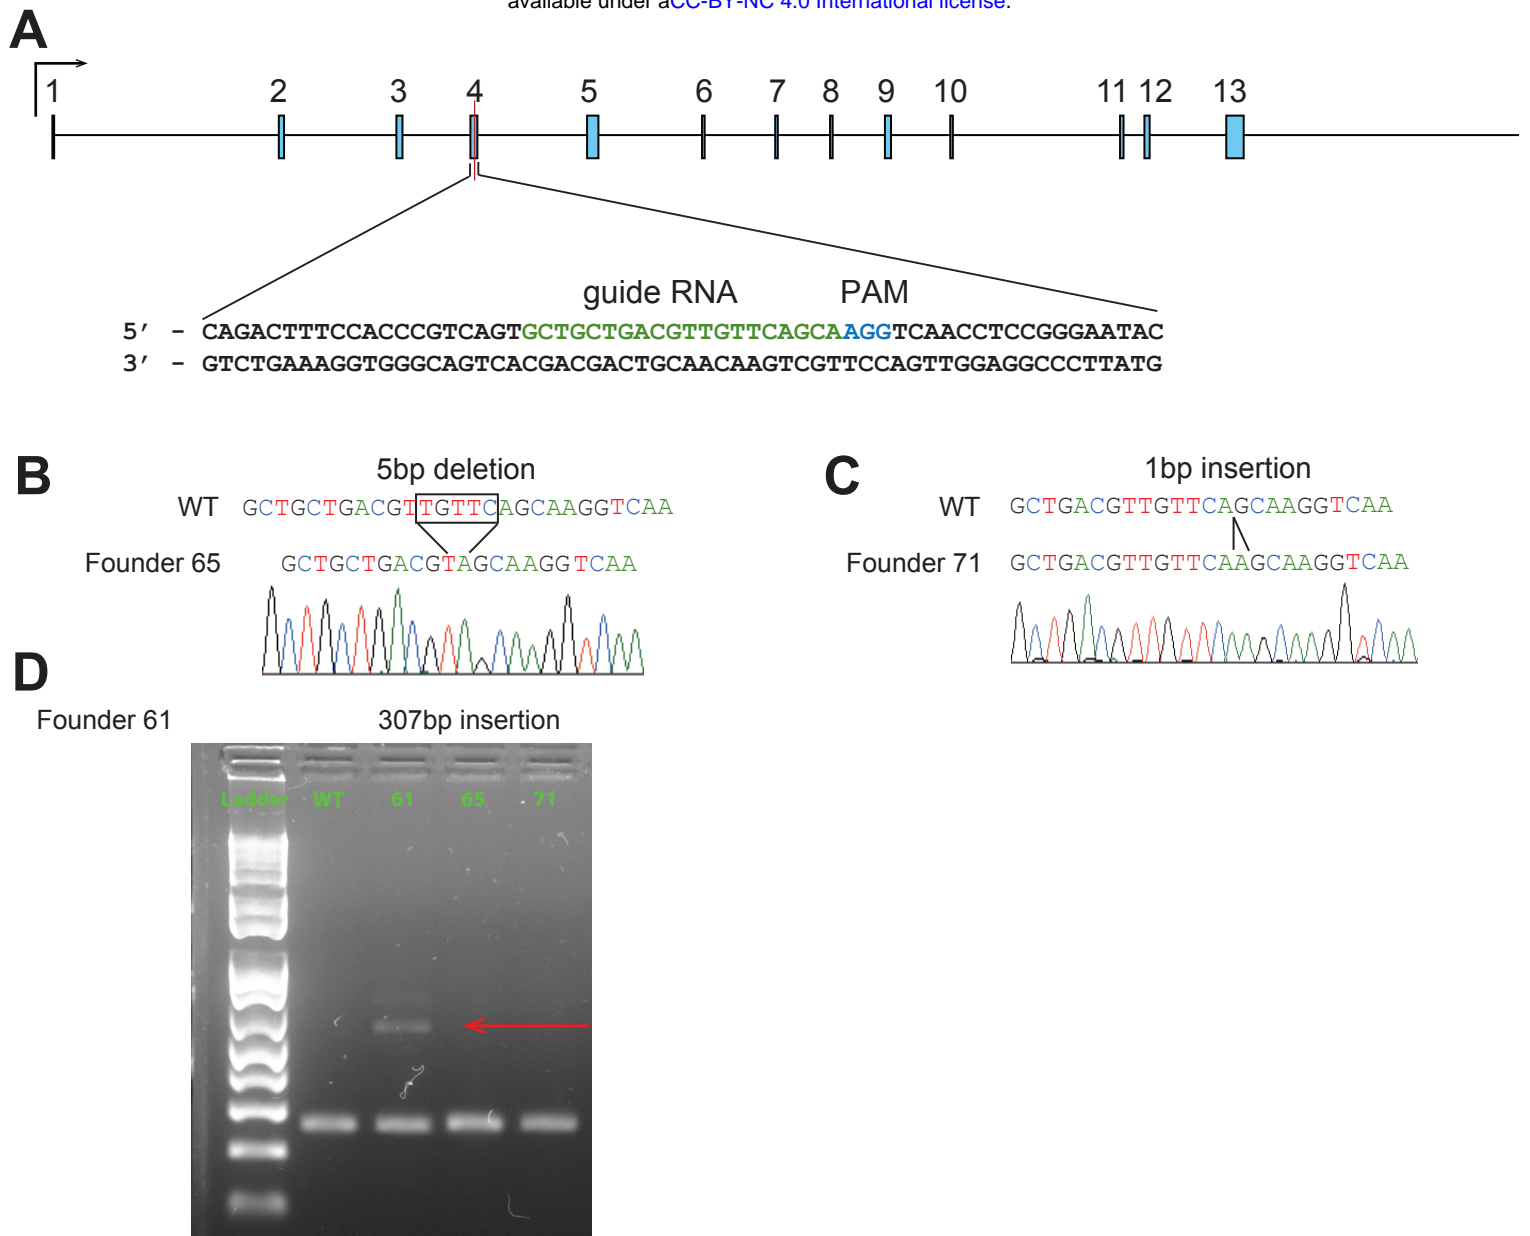 available under aCC-BY-NC 4.0 International license.
A
1 2 3 4 5 6 7 8 9 10 11 12 13
guide RNA PAM
5′ - CAGACTTTCCACCCGTCAGTGCTGCTGACGTTGTTCAGCAAGGTCAACCTCCGGGAATAC
3′ - GTCTGAAAGGTGGGCAGTCACGACGACTGCAACAAGTCGTTCCAGTTGGAGGCCCTTATG
B
5bp deletion
WT GCTGCTGACGTTGTTCAGCAAGGTCAA
Founder 65 GCTGCTGACGTAGCAAGGTCAA
C
1bp insertion
WT GCTGACGTTGTTCAGCAAGGTCAA
Founder 71 GCTGACGTTGTTCAAGCAAGGTCAA
D
Founder 61 307bp insertion
Ladder WT 61 65 71